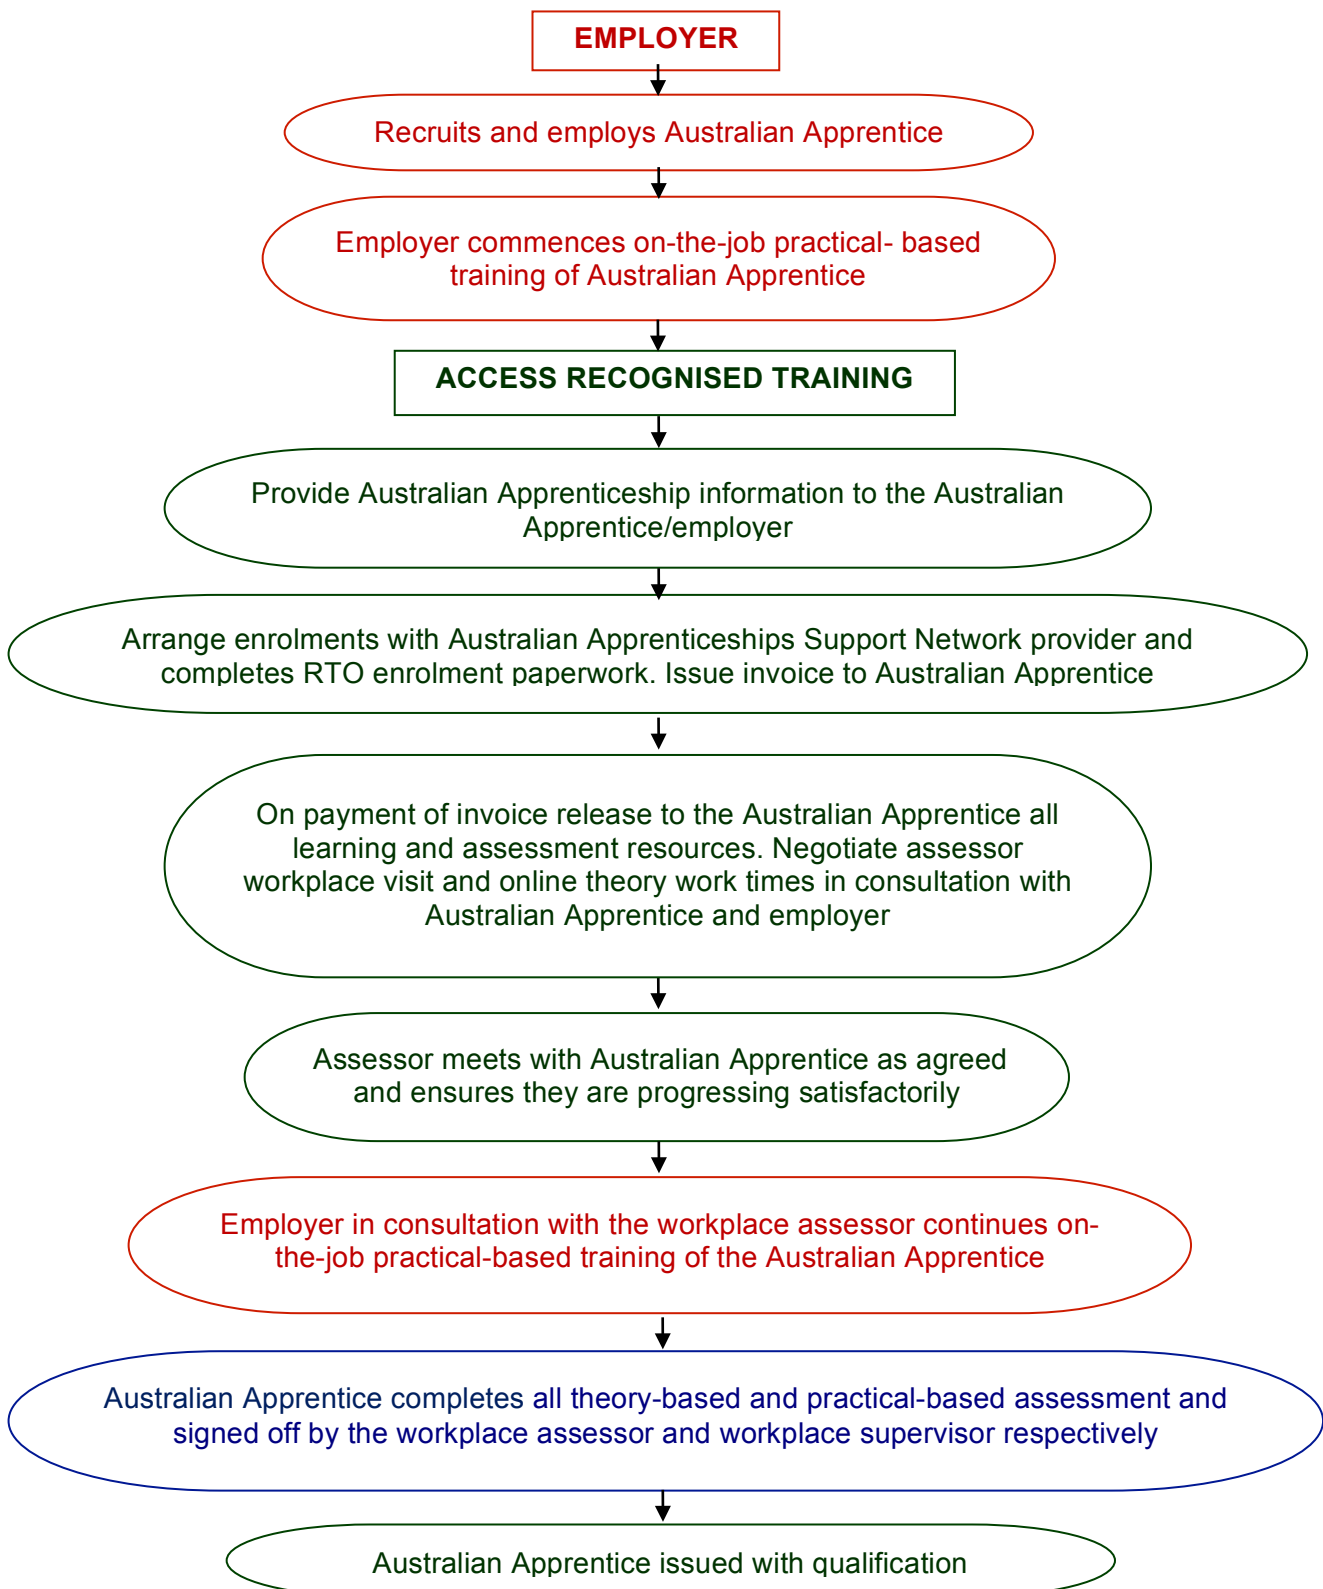 EMPLOYER
Recruits and employs Australian Apprentice
Employer commences on-the-job practical- based
training of Australian Apprentice
ACCESS RECOGNISED TRAINING
Provide Australian Apprenticeship information to the Australian
Apprentice/employer
Arrange enrolments with Australian Apprenticeships Support Network provider and
completes RTO enrolment paperwork. Issue invoice to Australian Apprentice
On payment of invoice release to the Australian Apprentice all
learning and assessment resources. Negotiate assessor
workplace visit and online theory work times in consultation with
Australian Apprentice and employer
Assessor meets with Australian Apprentice as agreed
and ensures they are progressing satisfactorily
Employer in consultation with the workplace assessor continues on-
the-job practical-based training of the Australian Apprentice
Australian Apprentice completes all theory-based and practical-based assessment and
signed off by the workplace assessor and workplace supervisor respectively
Australian Apprentice issued with qualification